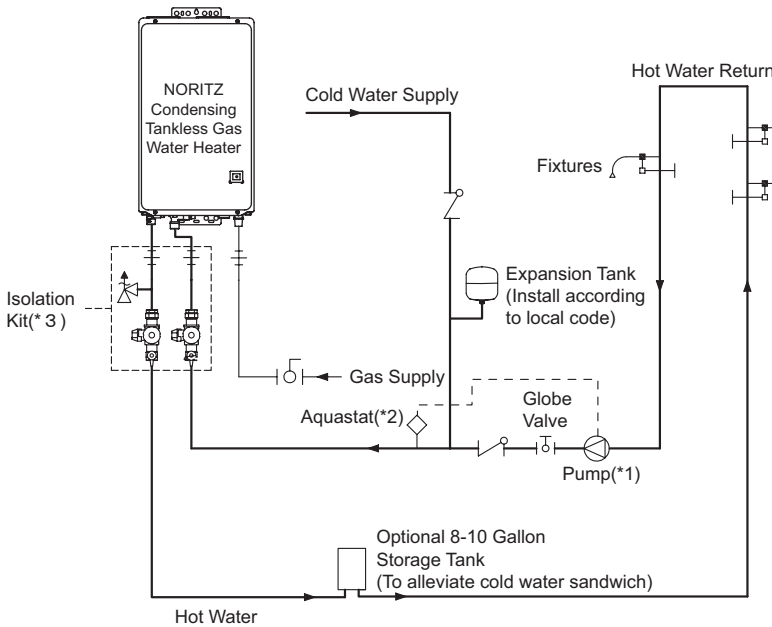 NORITZ
Condensing
Tankless Gas
Water Heater
Cold Water Supply
Hot Water Return
Fixtures
Expansion Tank
(Install according
to local code)
Isolation
Kit(*3)
Gas Supply
Aquastat(*2)
Globe
Valve
Pump(*1)
Optional 8-10 Gallon
Storage Tank
(To alleviate cold water sandwich)
Hot Water